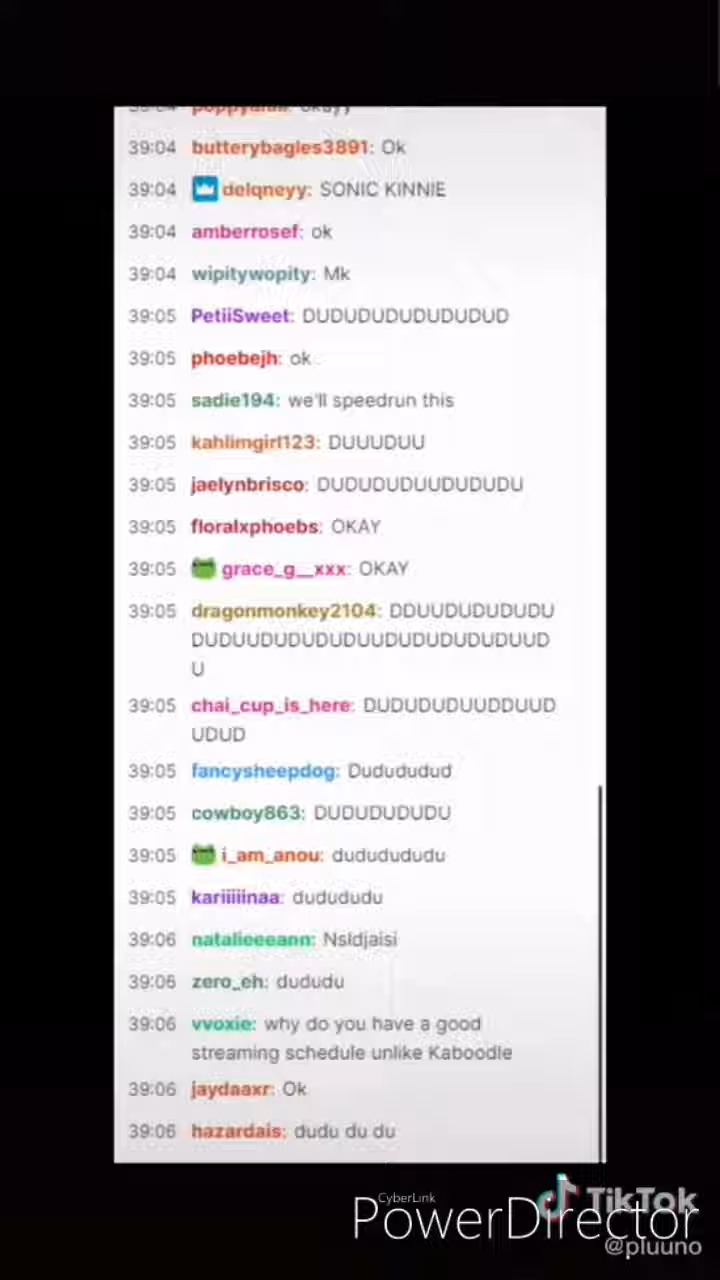 39:04 butterybagles3891: Ok
39:04 delqneyy: SONIC KINNIE
39:04 amberrosef: ok
39:04 wipitywopity: Mk
39:05 PetiiSweet: DUDUDUDUDUDUDUD
39:05 phoebejh: ok
39:05 sadie194: we'll speedrun this
39:05 kahlimgirl123: DUUUDUU
39:05 jaelynbrisco: DUDUDUDUUDUDUDU
39:05 floralxphoebs: OKAY
39:05 grace_g__xxx: OKAY
39:05 dragonmonkey2104: DDUUDUDUDUDU
DUDUUDUDUDUDUUDUDUDUDUDUUD
U
39:05 chai_cup_is_here: DUDUDUDUUDDUUD
UDUD
39:05 fancysheepdog: Dudududud
39:05 cowboy863: DUDUDUDUDU
39:05 i_am_anou: dududududu
39:05 kariiiiinaa: dudududu
39:06 natalieeeann: Nsldjaisi
39:06 zero_eh: dududu
39:06 vvoxie: why do you have a good
streaming schedule unlike Kaboodle
39:06 jaydaaxr: Ok
39:06 hazardais: dudu du du
CyberLink
PowerDirector
TikTok
@pluuno